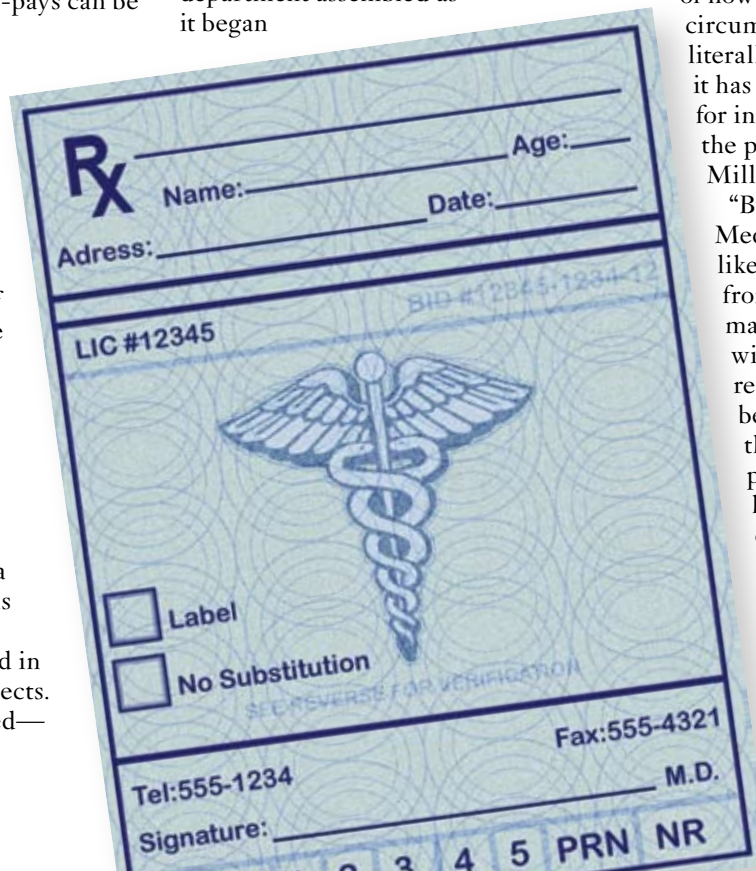 -pays can be
department assembled as
it began
e
a
s
d in
ects.
ed—
Rx
Name:
Age:
Adress:
Date:
BID #12345-1234-12
LIC #12345
Label
No Substitution
SEE REVERSE FOR VERIFICATION
Tel:555-1234
Fax:555-4321
Signature:
M.D.
2 3 4 5 PRN NR
of how
circum
literal
it has
for in
the p
Mill
“B
Med
like
fro
ma
wi
re
be
th
p